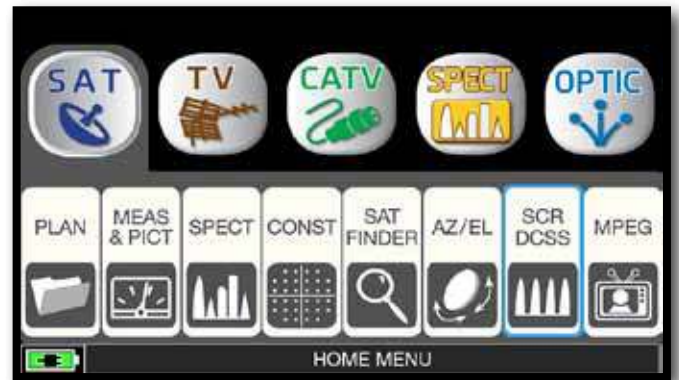 SAT
TV
CATV
SPECT
OPTIC
PLAN
MEAS
& PICT
SPECT
CONST
SAT
FINDER
AZ/EL
SCR
DCSS
MPEG
HOME MENU